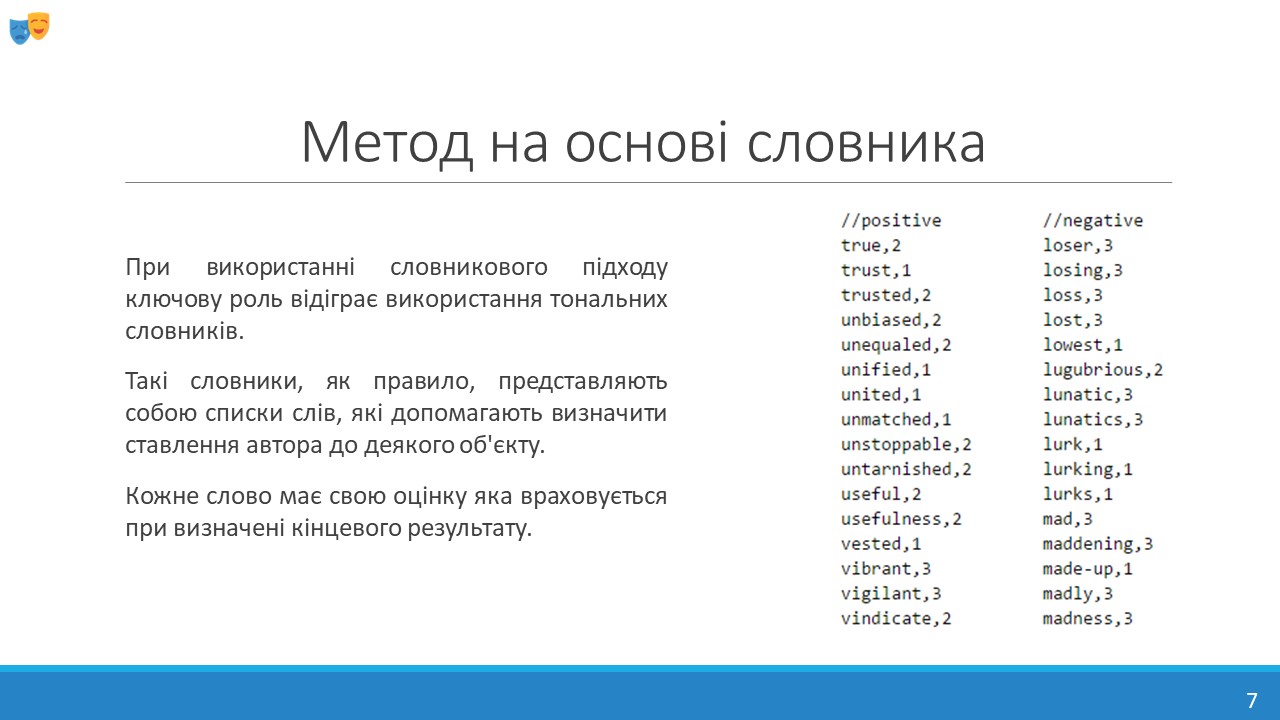 Метод на основі словника
При використанні словникового підходу
ключову роль відіграє використання тональних
словників.
Такі словники, як правило, представляють
собою списки слів, які допомагають визначити
ставлення автора до деякого об'єкту.
Кожне слово має свою оцінку яка враховується
при визначені кінцевого результату.
//positive
true,2
trust,1
trusted,2
unbiased,2
unequaled,2
unified,1
united,1
unmatched,1
unstoppable,2
untarnished,2
useful,2
usefulness,2
vested,1
vibrant,3
vigilant,3
vindicate,2
//negative
loser,3
losing,3
loss,3
lost,3
lowest,1
lugubrious,2
lunatic,3
lunatics,3
lurk,1
lurking,1
lurks,1
mad,3
maddening,3
made-up,1
madly,3
madness,3
7